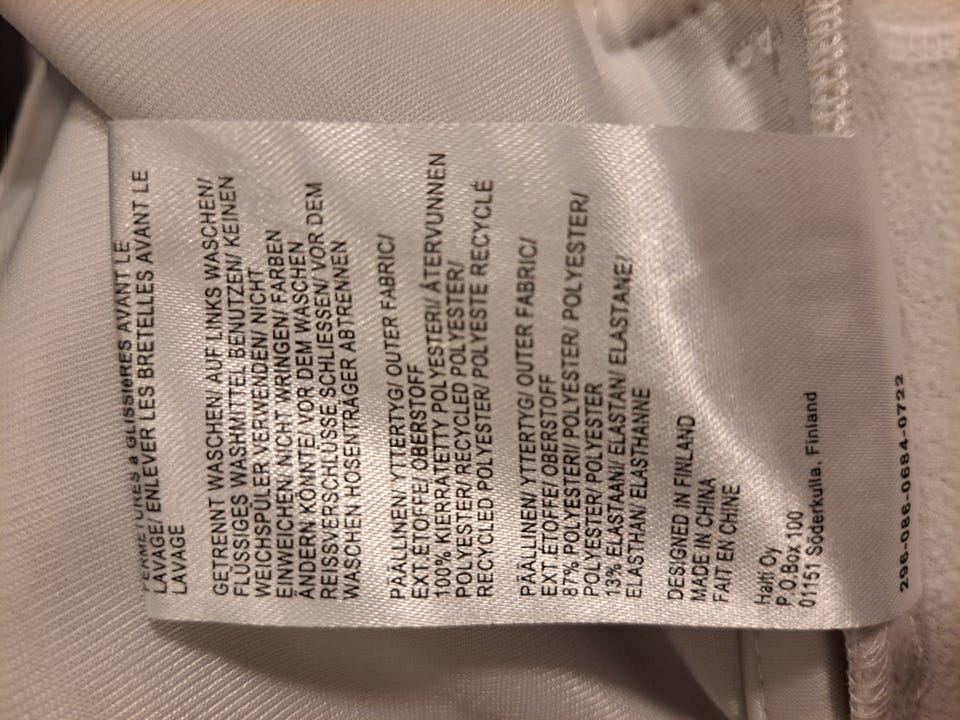 FERMETURES à GLISSIèRES AVANT LE
LAVAGE/ ENLEVER LES BRETELLES AVANT LE
LAVAGE
GETRENNT WASCHEN AUF LINKS WASCHEN/
FLÜSSIGES WASHMITTEL BENUTZEN/ KEINEN
WEICHSPÜLER VERWENDEN/ NICHT
EINWEICHEN/ NICHT WRINGEN/ FARBEN
ÄNDERN KÖNNTE/ VOR DEM WASCHEN
REISSVERSCHLÜSSE SCHLIESSEN/ VOR DEM
WASCHEN HOSENTRÄGER ABTRENNEN
PÄÄLLINEN/ YTTERTYG/ OUTER FABRIC/
EXT.ÉTOFFE/ OBERSTOFF
100% KIERRÄTETTY POLYESTERI/ ÅTERVUNNEN
POLYESTER/ RECYCLED POLYESTER/
RECYCLED POLYESTER/ POLYESTE RECYCLÉ
PÄÄLLINEN/ YTTERTYG/ OUTER FABRIC/
EXT.ÉTOFFE/ OBERSTOFF
87% POLYESTERI/ POLYESTER/ POLYESTER/
POLYESTER/ POLYESTER
13% ELASTAANI/ ELASTAN/ ELASTANE/
ELASTHAN/ ELASTHANNE
DESIGNED IN FINLAND
MADE IN CHINA
FAIT EN CHINE
Halti Oy
P.O.Box 100
01151 Söderkulla, Finland
296-086-0684-0722